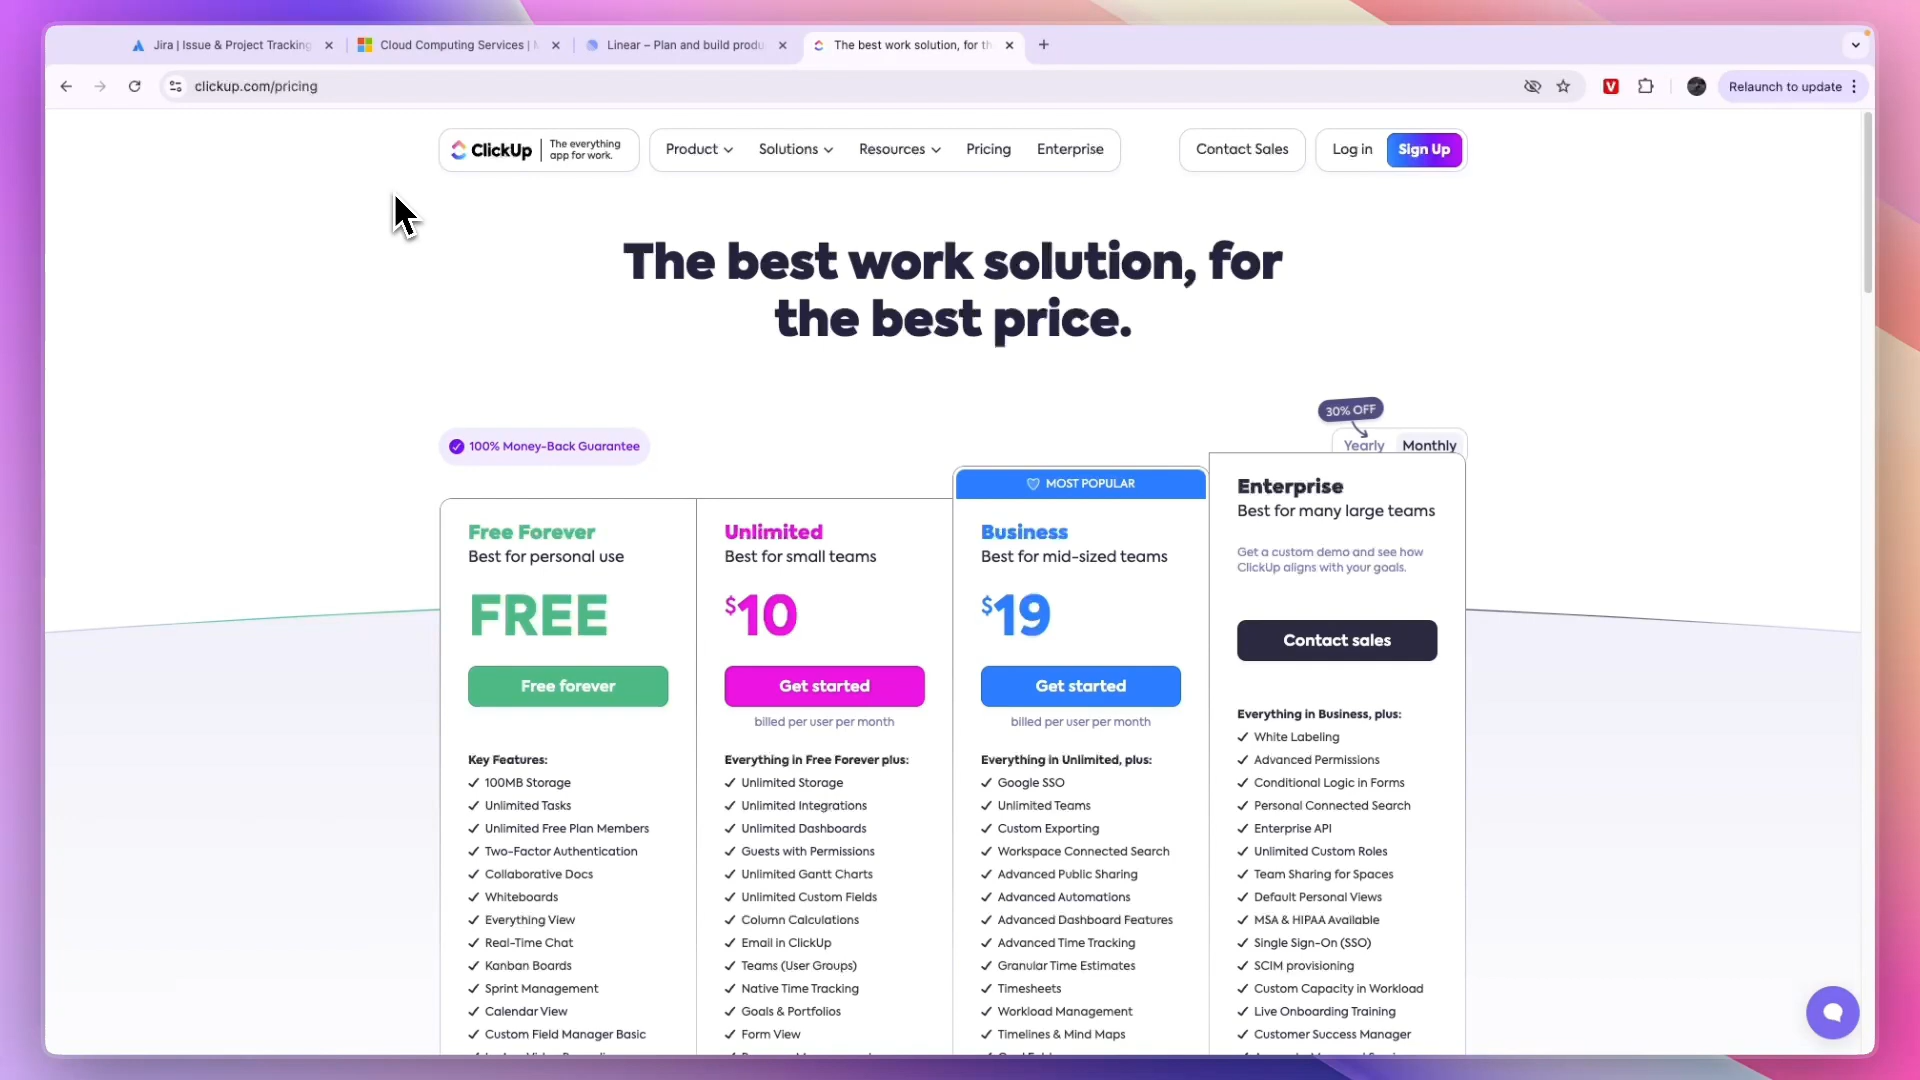 Jira | Issue & Project Tracking
Cloud Computing Services |
Linear – Plan and build produ
The best work solution, for th
clickup.com/pricing
Relaunch to update
ClickUp
The everything
app for work.
Product
Solutions
Resources
Pricing
Enterprise
Contact Sales
Log in
Sign Up
The best work solution, for
the best price.
100% Money-Back Guarantee
30% OFF
Yearly
Monthly
Free Forever
Best for personal use
FREE
Free forever
Key Features:
100MB Storage
Unlimited Tasks
Unlimited Free Plan Members
Two-Factor Authentication
Collaborative Docs
Whiteboards
Everything View
Real-Time Chat
Kanban Boards
Sprint Management
Calendar View
Custom Field Manager Basic
Unlimited
Best for small teams
$10
Get started
billed per user per month
Everything in Free Forever plus:
Unlimited Storage
Unlimited Integrations
Unlimited Dashboards
Guests with Permissions
Unlimited Gantt Charts
Unlimited Custom Fields
Column Calculations
Email in ClickUp
Teams (User Groups)
Native Time Tracking
Goals & Portfolios
Form View
MOST POPULAR
Business
Best for mid-sized teams
$19
Get started
billed per user per month
Everything in Unlimited, plus:
Google SSO
Unlimited Teams
Custom Exporting
Workspace Connected Search
Advanced Public Sharing
Advanced Automations
Advanced Dashboard Features
Advanced Time Tracking
Granular Time Estimates
Timesheets
Workload Management
Timelines & Mind Maps
Enterprise
Best for many large teams
Get a custom demo and see how
ClickUp aligns with your goals.
Contact sales
Everything in Business, plus:
White Labeling
Advanced Permissions
Conditional Logic in Forms
Personal Connected Search
Enterprise API
Unlimited Custom Roles
Team Sharing for Spaces
Default Personal Views
MSA & HIPAA Available
Single Sign-On (SSO)
SCIM provisioning
Custom Capacity in Workload
Live Onboarding Training
Customer Success Manager